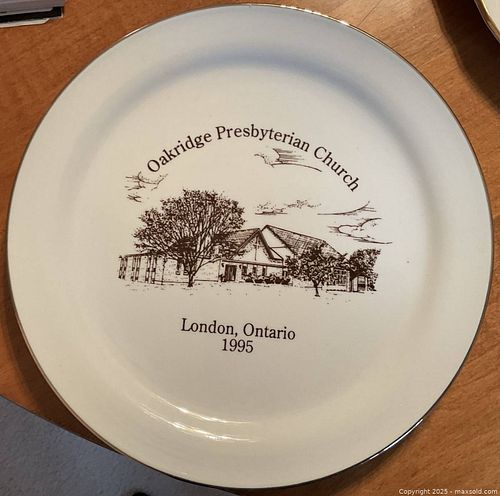 Oakridge Presbyterian Church
London, Ontario
1995
Copyright 2025 - maxsold.com